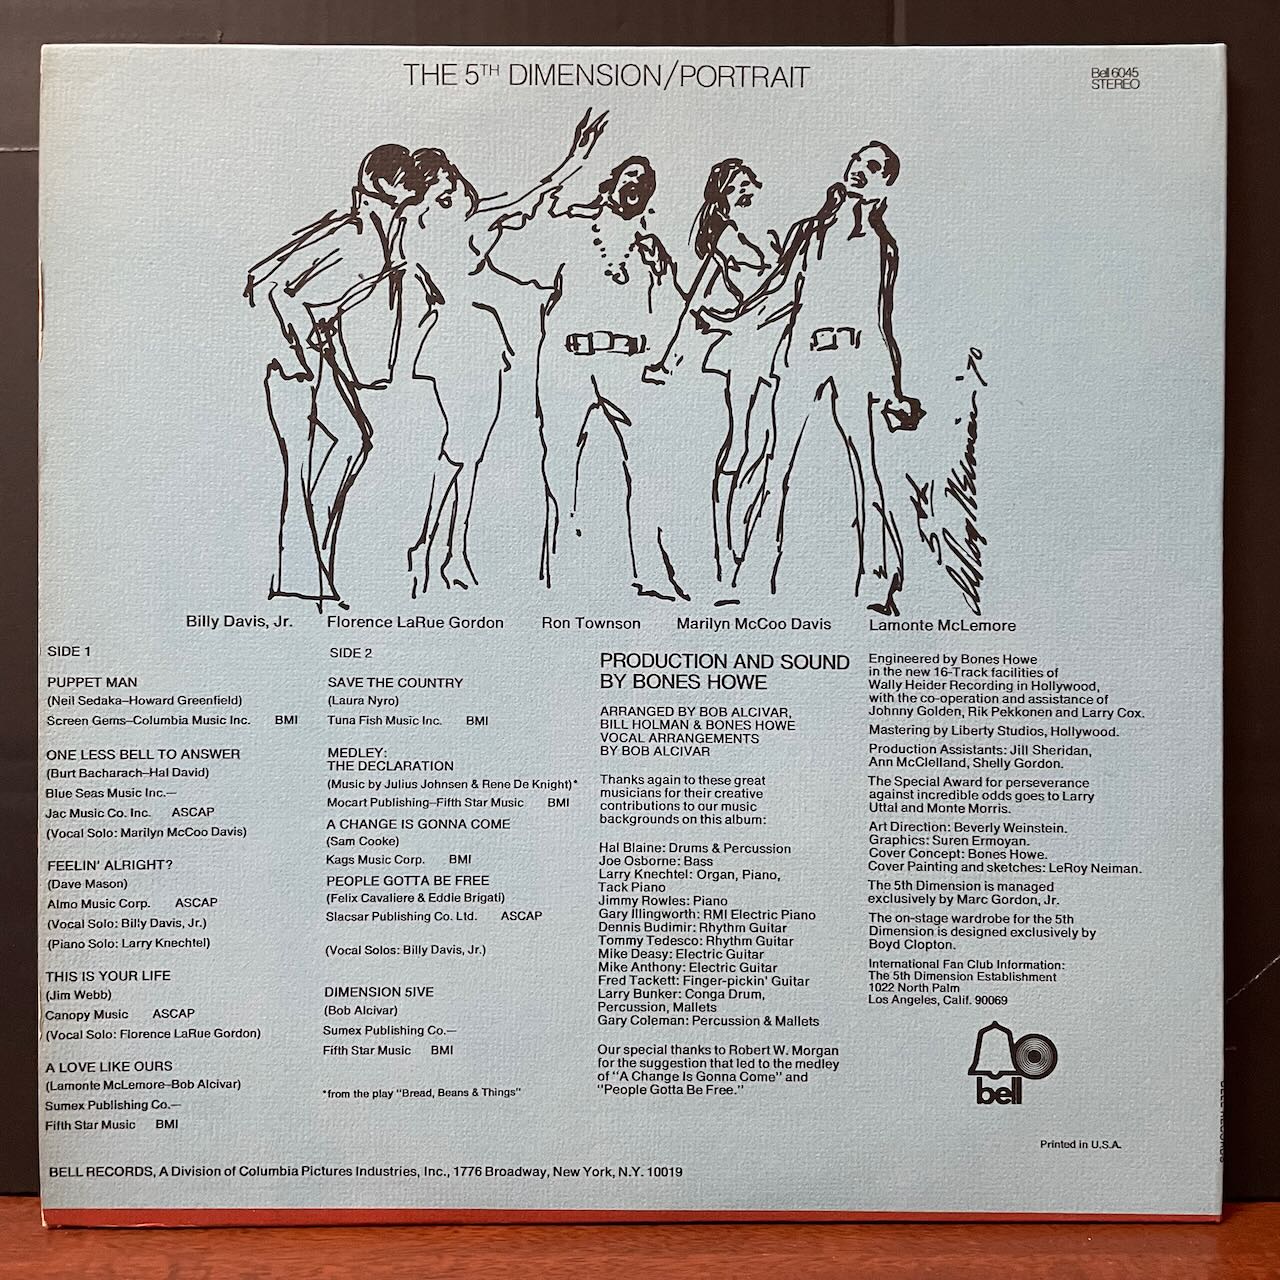 THE 5TH DIMENSION/PORTRAIT
Bell 6045
STEREO
5th
LeRoy Neiman '70
Billy Davis, Jr. Florence LaRue Gordon Ron Townson Marilyn McCoo Davis Lamonte McLemore
SIDE 1
PUPPET MAN
(Neil Sedaka–Howard Greenfield)
Screen Gems–Columbia Music Inc. BMI
ONE LESS BELL TO ANSWER
(Burt Bacharach–Hal David)
Blue Seas Music Inc.–
Jac Music Co. Inc. ASCAP
(Vocal Solo: Marilyn McCoo Davis)
FEELIN' ALRIGHT?
(Dave Mason)
Almo Music Corp. ASCAP
(Vocal Solo: Billy Davis, Jr.)
(Piano Solo: Larry Knechtel)
THIS IS YOUR LIFE
(Jim Webb)
Canopy Music ASCAP
(Vocal Solo: Florence LaRue Gordon)
A LOVE LIKE OURS
(Lamonte McLemore–Bob Alcivar)
Sumex Publishing Co.–
Fifth Star Music BMI
SIDE 2
SAVE THE COUNTRY
(Laura Nyro)
Tuna Fish Music Inc. BMI
MEDLEY:
THE DECLARATION
(Music by Julius Johnsen & Rene De Knight)*
Mocart Publishing–Fifth Star Music BMI
A CHANGE IS GONNA COME
(Sam Cooke)
Kags Music Corp. BMI
PEOPLE GOTTA BE FREE
(Felix Cavaliere & Eddie Brigati)
Slacsar Publishing Co. Ltd. ASCAP
(Vocal Solos: Billy Davis, Jr.)
DIMENSION 5IVE
(Bob Alcivar)
Sumex Publishing Co.–
Fifth Star Music BMI
*from the play "Bread, Beans & Things"
PRODUCTION AND SOUND
BY BONES HOWE
ARRANGED BY BOB ALCIVAR,
BILL HOLMAN & BONES HOWE
VOCAL ARRANGEMENTS
BY BOB ALCIVAR
Thanks again to these great
musicians for their creative
contributions to our music
backgrounds on this album:
Hal Blaine: Drums & Percussion
Joe Osborne: Bass
Larry Knechtel: Organ, Piano,
Tack Piano
Jimmy Rowles: Piano
Gary Illingworth: RMI Electric Piano
Dennis Budimir: Rhythm Guitar
Tommy Tedesco: Rhythm Guitar
Mike Deasy: Electric Guitar
Mike Anthony: Electric Guitar
Fred Tackett: Finger-pickin' Guitar
Larry Bunker: Conga Drum,
Percussion, Mallets
Gary Coleman: Percussion & Mallets
Our special thanks to Robert W. Morgan
for the suggestion that led to the medley
of "A Change Is Gonna Come" and
"People Gotta Be Free."
Engineered by Bones Howe
in the new 16-Track facilities of
Wally Heider Recording in Hollywood,
with the co-operation and assistance of
Johnny Golden, Rik Pekkonen and Larry Cox.
Mastering by Liberty Studios, Hollywood.
Production Assistants: Jill Sheridan,
Ann McClelland, Shelly Gordon.
The Special Award for perseverance
against incredible odds goes to Larry
Uttal and Monte Morris.
Art Direction: Beverly Weinstein.
Graphics: Suren Ermoyan.
Cover Concept: Bones Howe.
Cover Painting and sketches: LeRoy Neiman.
The 5th Dimension is managed
exclusively by Marc Gordon, Jr.
The on-stage wardrobe for the 5th
Dimension is designed exclusively by
Boyd Clopton.
International Fan Club Information:
The 5th Dimension Establishment
1022 North Palm
Los Angeles, Calif. 90069
bell
Printed in U.S.A.
BELL RECORDS, A Division of Columbia Pictures Industries, Inc., 1776 Broadway, New York, N.Y. 10019
BELL RECORDS